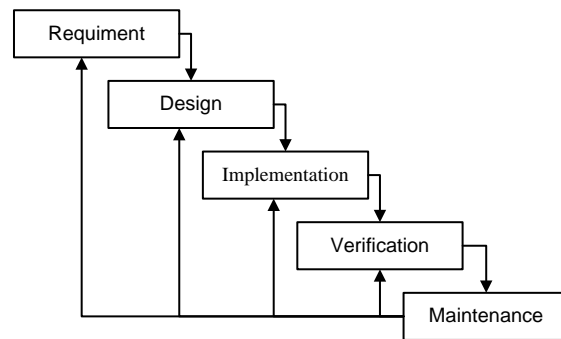 Requiment
Design
Implementation
Verification
Maintenance